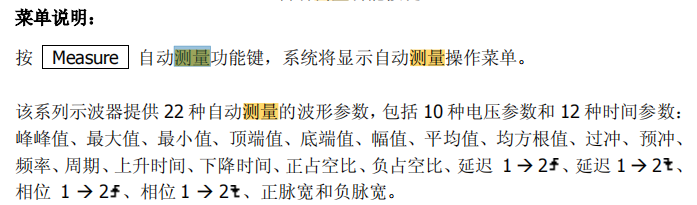 菜单说明：
按 Measure 自动测量功能键，系统将显示自动测量操作菜单。
该系列示波器提供 22 种自动测量的波形参数，包括 10 种电压参数和 12 种时间参数：
峰峰值、最大值、最小值、顶端值、底端值、幅值、平均值、均方根值、过冲、预冲、
频率、周期、上升时间、下降时间、正占空比、负占空比、延迟 1→2、延迟 1→2、
相位 1→2、相位 1→2、正脉宽和负脉宽。